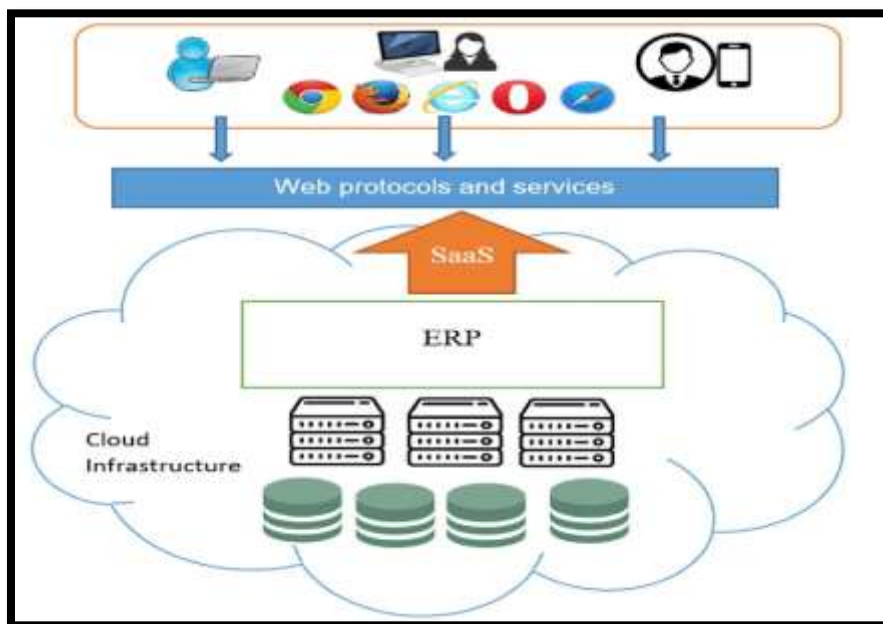 Web protocols and services
SaaS
ERP
Cloud
Infrastructure